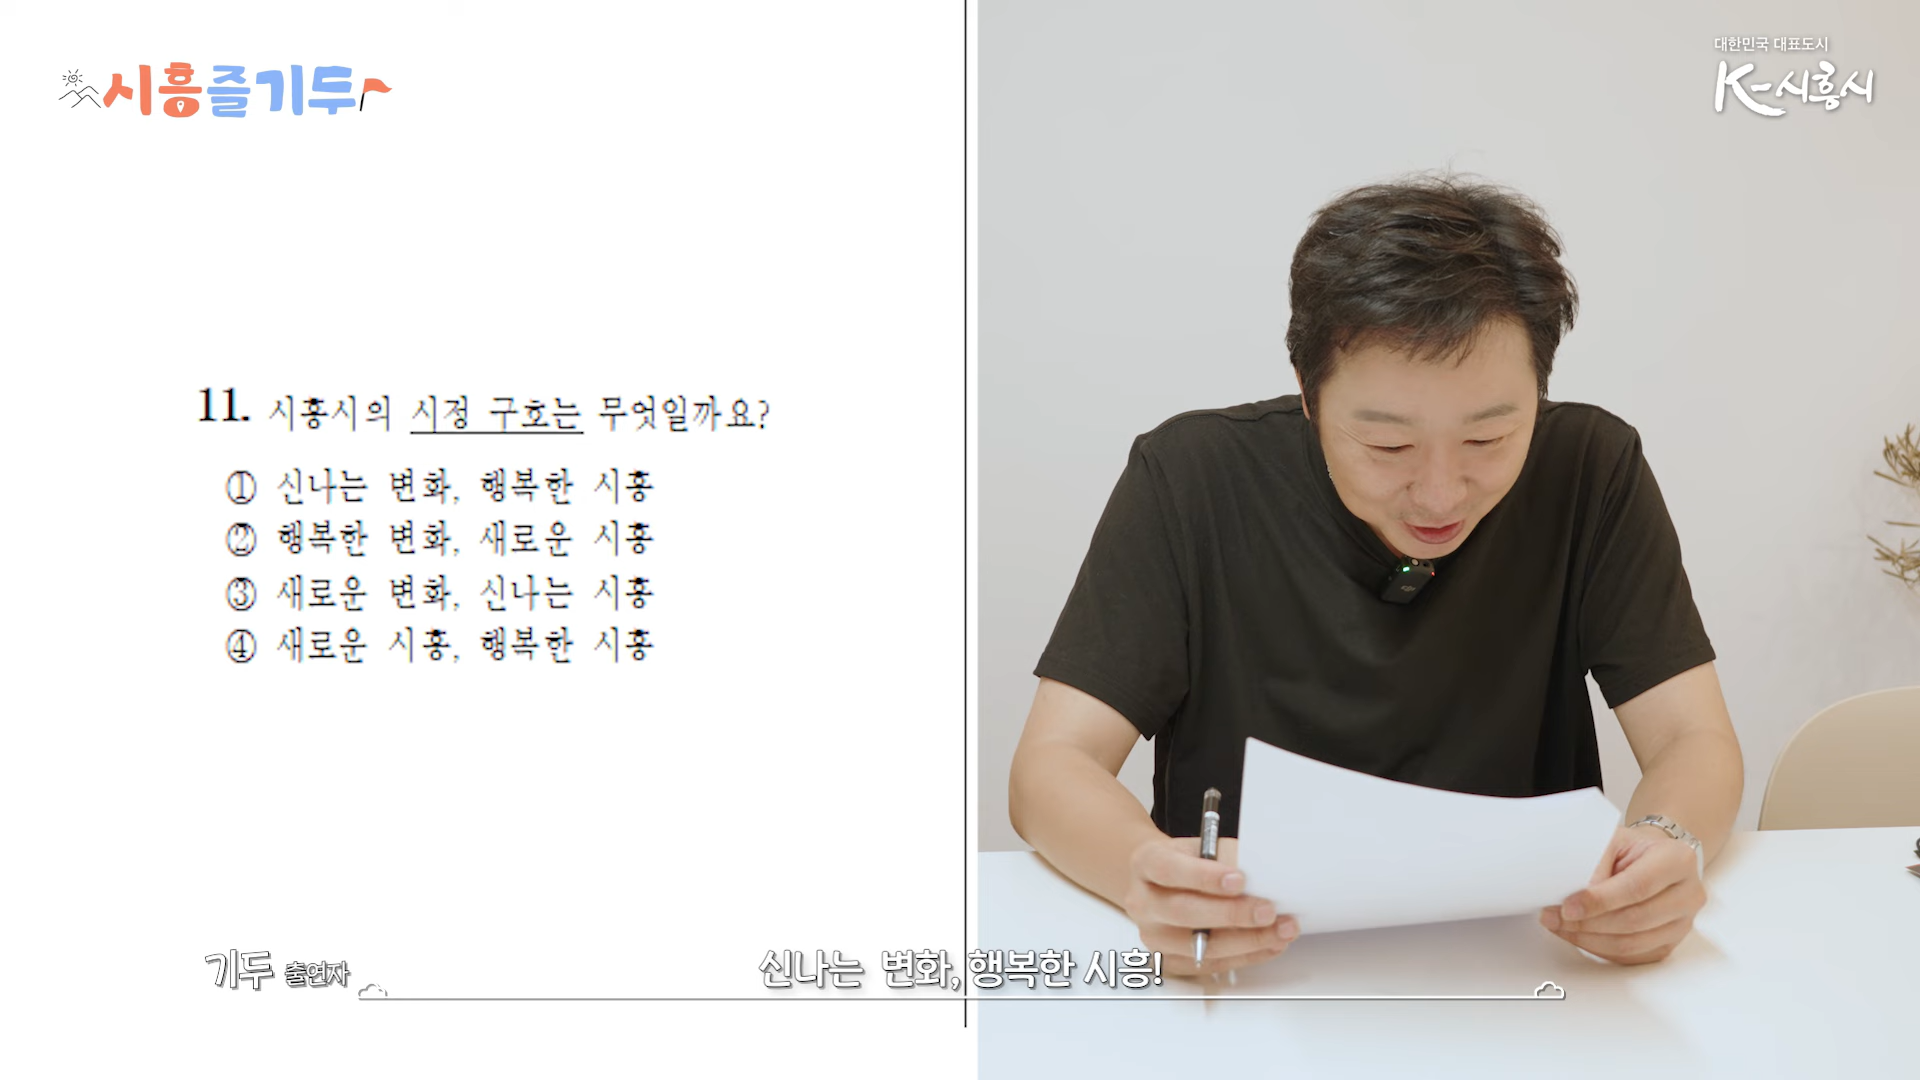 시흥즐기두
대한민국 대표도시
K-시흥시
11. 시흥시의 시정 구호는 무엇일까요?
① 신나는 변화, 행복한 시흥
② 행복한 변화, 새로운 시흥
③ 새로운 변화, 신나는 시흥
④ 새로운 시흥, 행복한 시흥
기두 출연자
신나는 변화, 행복한 시흥!